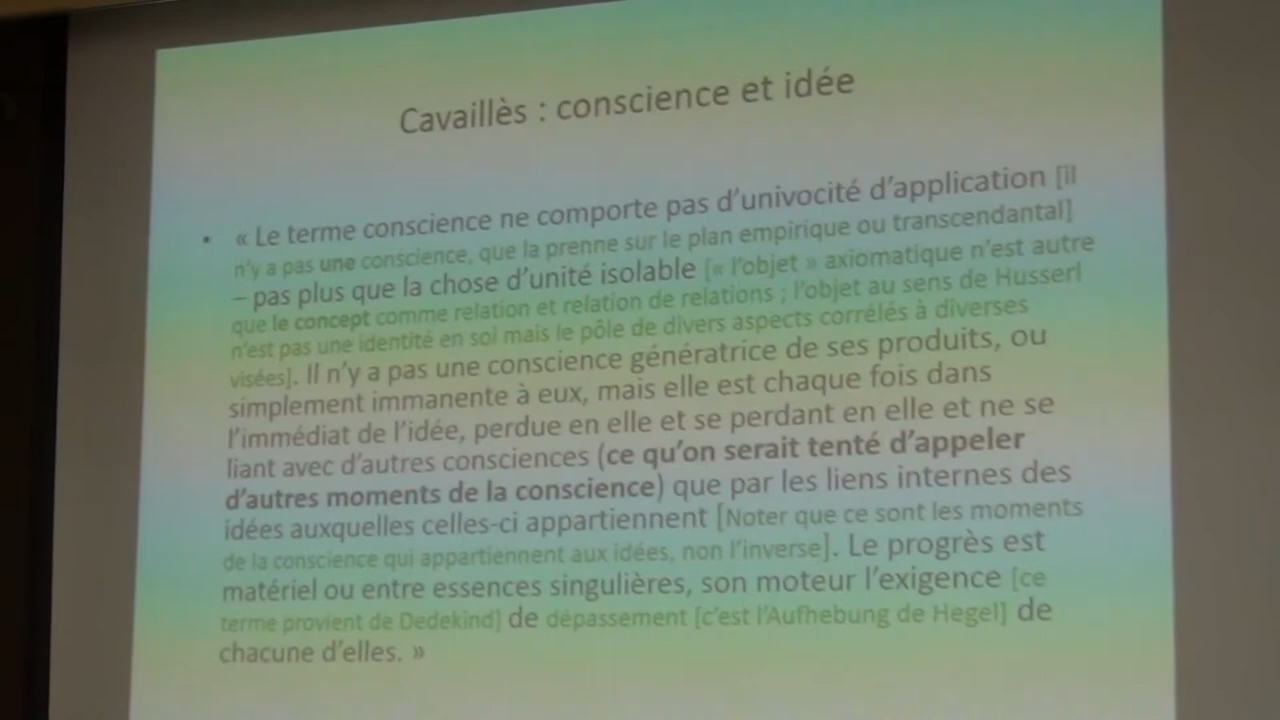 Cavaillès : conscience et idée
• « Le terme conscience ne comporte pas d'univocité d'application [il
n'y a pas une conscience, que la prenne sur le plan empirique ou transcendantal]
– pas plus que la chose d'unité isolable [« l'objet » axiomatique n'est autre
que le concept comme relation et relation de relations ; l'objet au sens de Husserl
n'est pas une identité en soi mais le pôle de divers aspects corrélés à diverses
visées]. Il n'y a pas une conscience génératrice de ses produits, ou
simplement immanente à eux, mais elle est chaque fois dans
l'immédiat de l'idée, perdue en elle et se perdant en elle et ne se
liant avec d'autres consciences (ce qu'on serait tenté d'appeler
d'autres moments de la conscience) que par les liens internes des
idées auxquelles celles-ci appartiennent [Noter que ce sont les moments
de la conscience qui appartiennent aux idées, non l'inverse]. Le progrès est
matériel ou entre essences singulières, son moteur l'exigence [ce
terme provient de Dedekind] de dépassement [c'est l'Aufhebung de Hegel] de
chacune d'elles. »